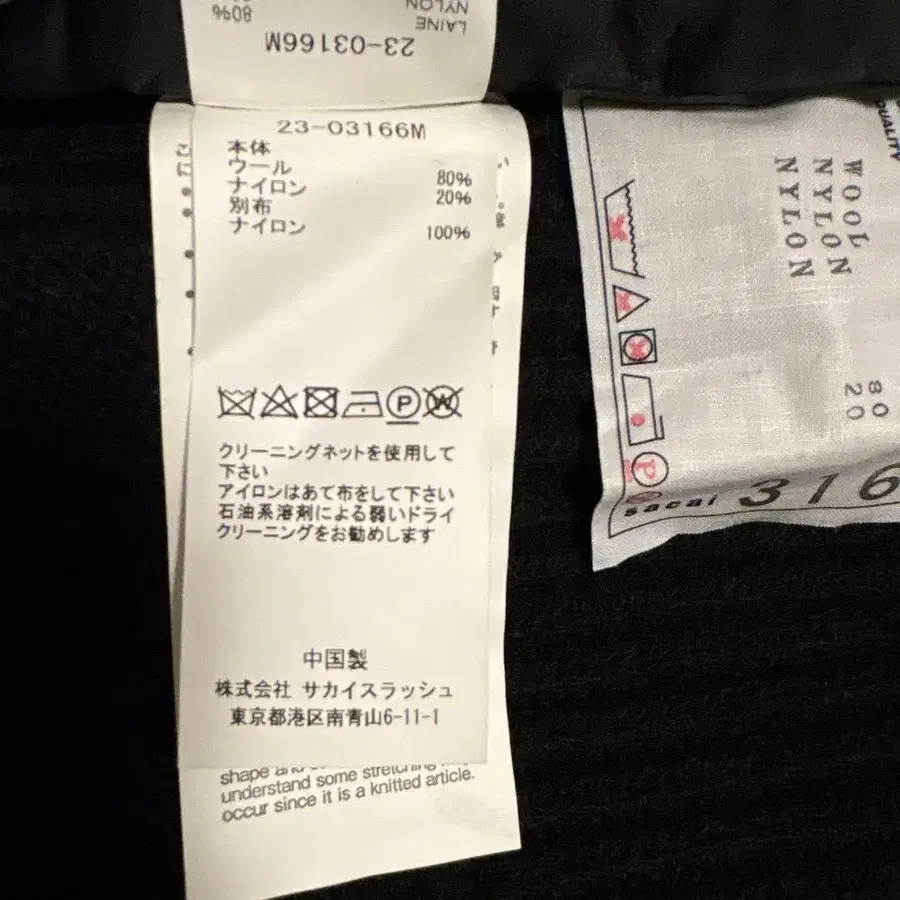 80%
NYLON
LAINE
23-03166M
23-03166M
本体
ウール 80%
ナイロン 20%
別布
ナイロン 100%
クリーニングネットを使用して
下さい
アイロンはあて布をして下さい
石油系溶剤による弱いドライ
クリーニングをお勧めします
中国製
株式会社 サカイスラッシュ
東京都港区南青山6-11-1
shape and
understand some stretching may
occur since it is a knitted article.
QUALITY
WOOL 80
NYLON 20
NYLON
P
W
P
sacai 316